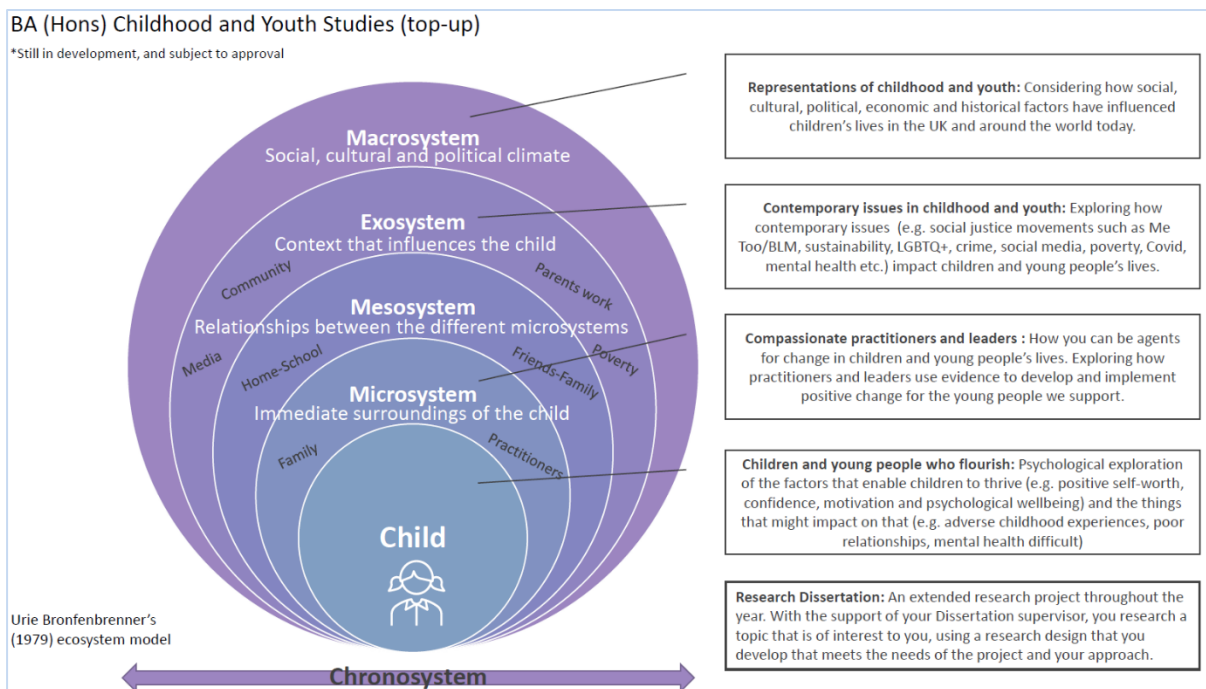 BA (Hons) Childhood and Youth Studies (top-up)
*Still in development, and subject to approval
Macrosystem
Social, cultural and political climate
Exosystem
Context that influences the child
Community
Parents work
Media
Poverty
Mesosystem
Relationships between the different microsystems
Home-School
Friends-Family
Microsystem
Immediate surroundings of the child
Family
Practitioners
Child
Urie Bronfenbrenner's
(1979) ecosystem model
Chronosystem
Representations of childhood and youth: Considering how social,
cultural, political, economic and historical factors have influenced
children's lives in the UK and around the world today.
Contemporary issues in childhood and youth: Exploring how
contemporary issues (e.g. social justice movements such as Me
Too/BLM, sustainability, LGBTQ+, crime, social media, poverty, Covid,
mental health etc.) impact children and young people's lives.
Compassionate practitioners and leaders : How you can be agents
for change in children and young people's lives. Exploring how
practitioners and leaders use evidence to develop and implement
positive change for the young people we support.
Children and young people who flourish: Psychological exploration
of the factors that enable children to thrive (e.g. positive self-worth,
confidence, motivation and psychological wellbeing) and the things
that might impact on that (e.g. adverse childhood experiences, poor
relationships, mental health difficult)
Research Dissertation: An extended research project throughout the
year. With the support of your Dissertation supervisor, you research a
topic that is of interest to you, using a research design that you
develop that meets the needs of the project and your approach.